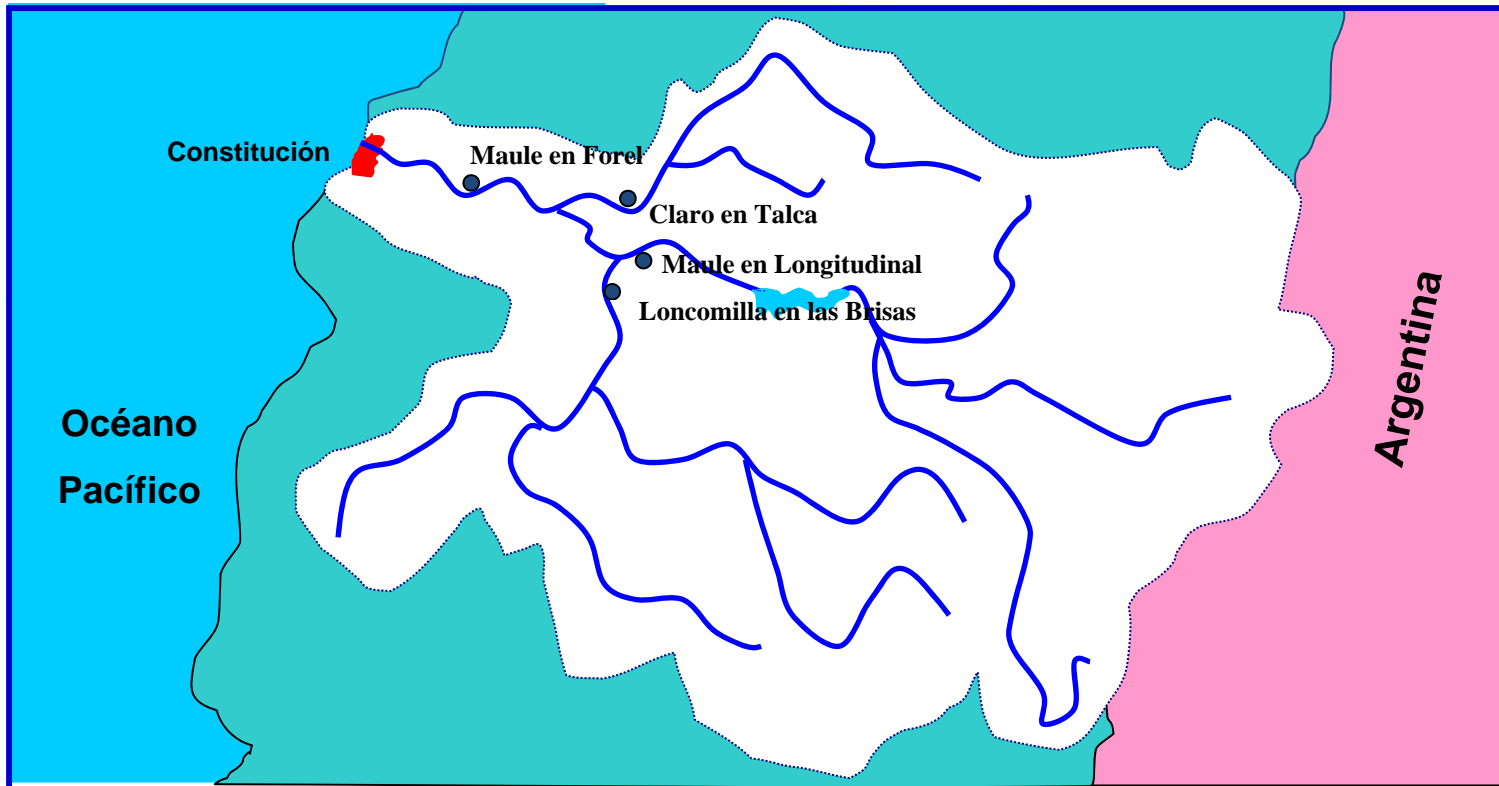 Constitución
Maule en Forel
Claro en Talca
Maule en Longitudinal
Loncomilla en las Brisas
Océano
Pacífico
Argentina